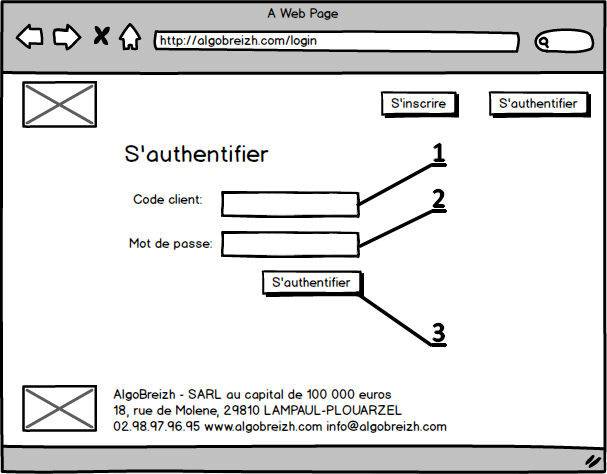 A Web Page
http://algobreizh.com/login
S'inscrire
S'authentifier
S'authentifier
1
Code client:
2
Mot de passe:
S'authentifier
3
AlgoBreizh - SARL au capital de 100 000 euros
18, rue de Molene, 29810 LAMPAUL-PLOUARZEL
02.98.97.96.95 www.algobreizh.com info@algobreizh.com